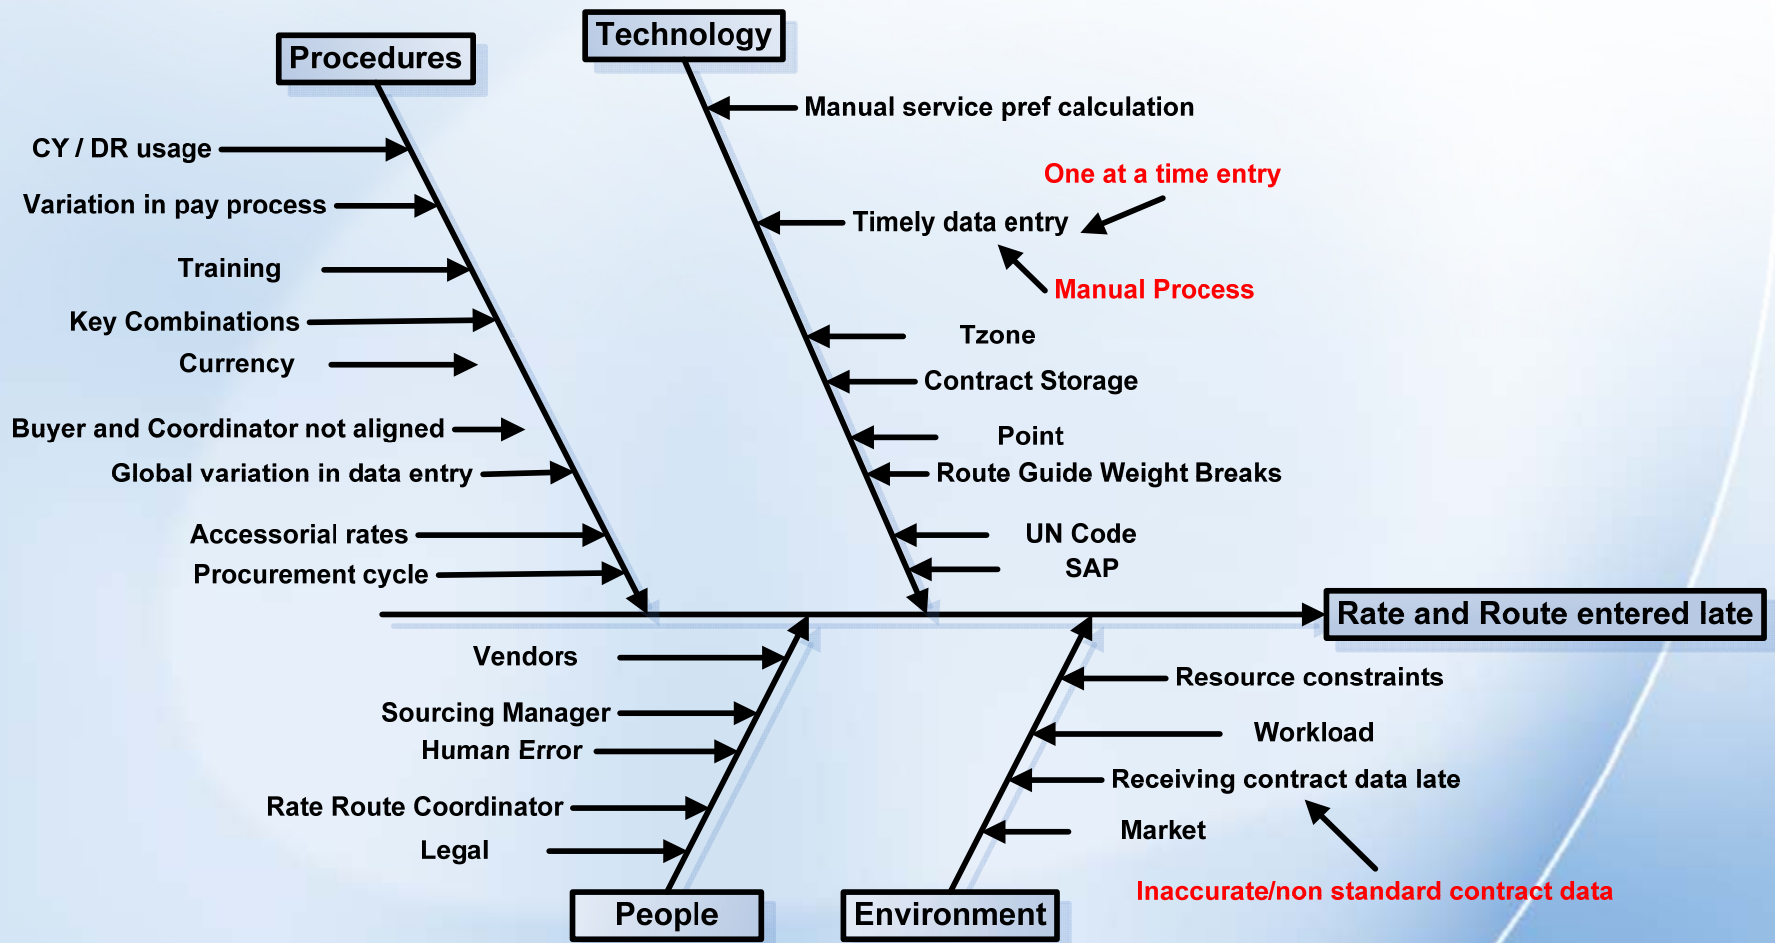 Technology
Procedures
Manual service pref calculation
CY / DR usage
One at a time entry
Variation in pay process
Timely data entry
Training
Manual Process
Key Combinations
Tzone
Currency
Contract Storage
Buyer and Coordinator not aligned
Point
Global variation in data entry
Route Guide Weight Breaks
Accessorial rates
UN Code
Procurement cycle
SAP
Rate and Route entered late
Vendors
Resource constraints
Sourcing Manager
Workload
Human Error
Receiving contract data late
Rate Route Coordinator
Market
Legal
Inaccurate/non standard contract data
People
Environment